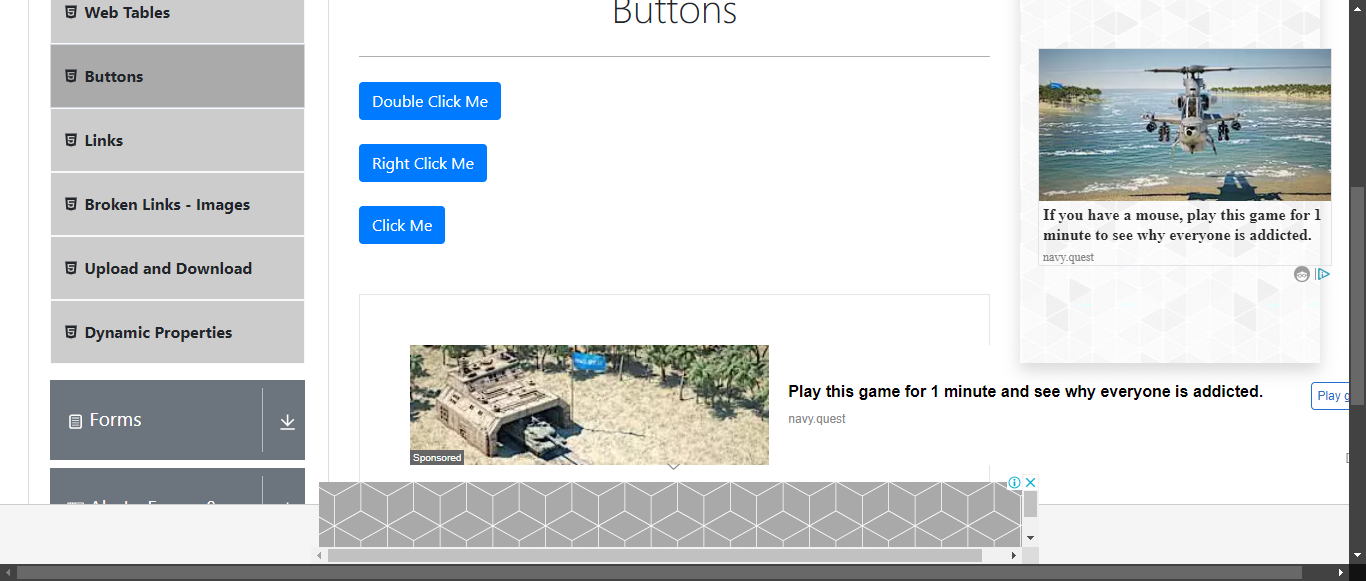 Web Tables
Buttons
Links
Broken Links - Images
Upload and Download
Dynamic Properties
Forms
Buttons
Double Click Me
Right Click Me
Click Me
If you have a mouse, play this game for 1
minute to see why everyone is addicted.
navy.quest
Sponsored
Play this game for 1 minute and see why everyone is addicted.
navy.quest
Play g